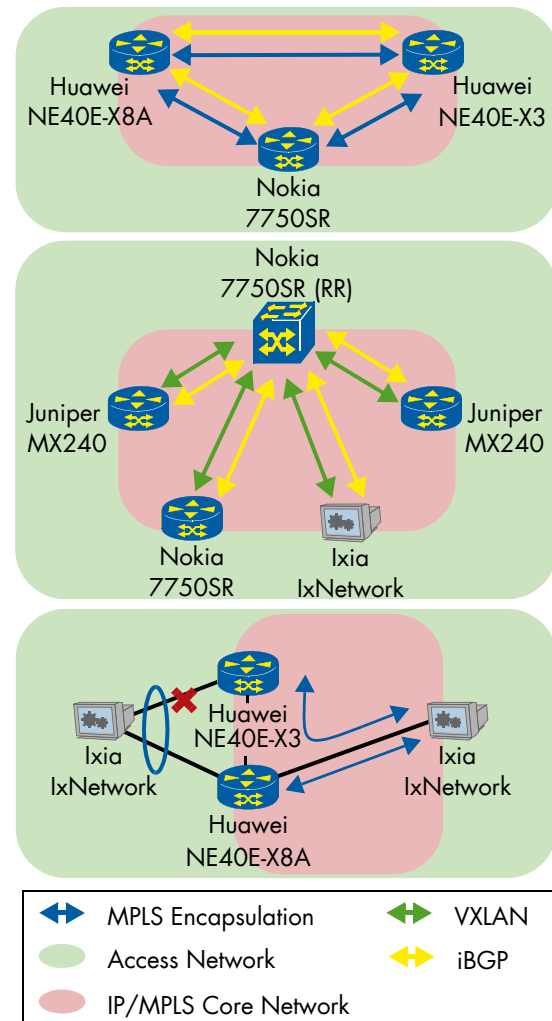 Huawei
NE40E-X8A
Huawei
NE40E-X3
Nokia
7750SR
Nokia
7750SR (RR)
Juniper
MX240
Juniper
MX240
Nokia
7750SR
Ixia
IxNetwork
Huawei
NE40E-X3
Ixia
IxNetwork
Ixia
IxNetwork
Huawei
NE40E-X8A
MPLS Encapsulation
VXLAN
Access Network
iBGP
IP/MPLS Core Network